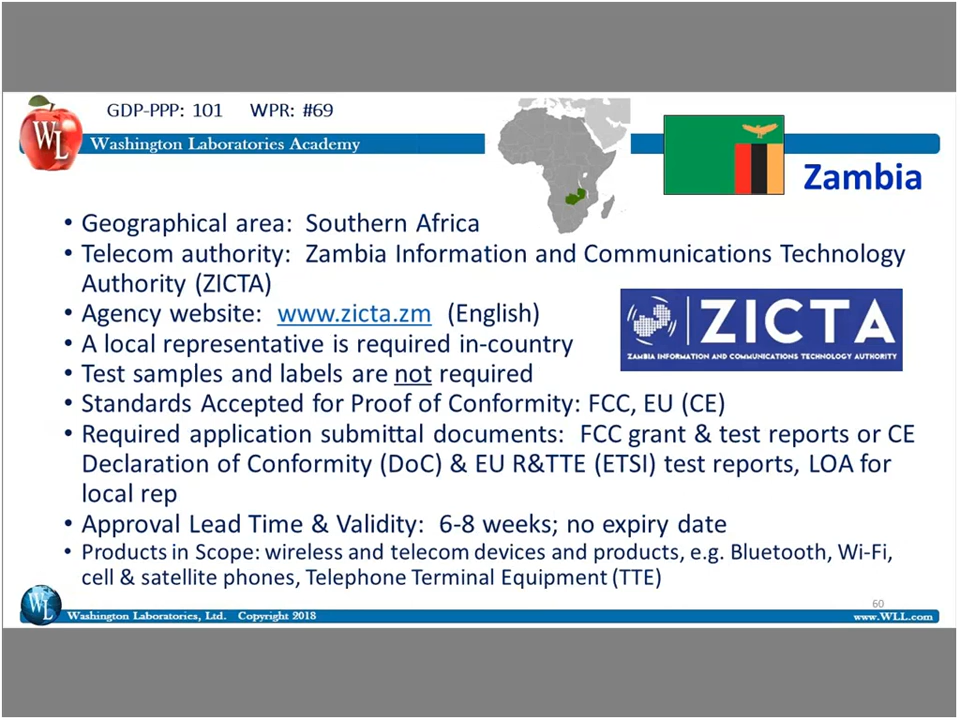 GDP-PPP: 101 WPR: #69
WL
Washington Laboratories Academy
Zambia
• Geographical area: Southern Africa
• Telecom authority: Zambia Information and Communications Technology
Authority (ZICTA)
• Agency website: www.zicta.zm (English)
• A local representative is required in-country
• Test samples and labels are not required
ZICTA
ZAMBIA INFORMATION AND COMMUNICATIONS TECHNOLOGY AUTHORITY
• Standards Accepted for Proof of Conformity: FCC, EU (CE)
• Required application submittal documents: FCC grant & test reports or CE
Declaration of Conformity (DoC) & EU R&TTE (ETSI) test reports, LOA for
local rep
• Approval Lead Time & Validity: 6-8 weeks; no expiry date
• Products in Scope: wireless and telecom devices and products, e.g. Bluetooth, Wi-Fi,
cell & satellite phones, Telephone Terminal Equipment (TTE)
60
WL
Washington Laboratories, Ltd. Copyright 2018
www.WLL.com